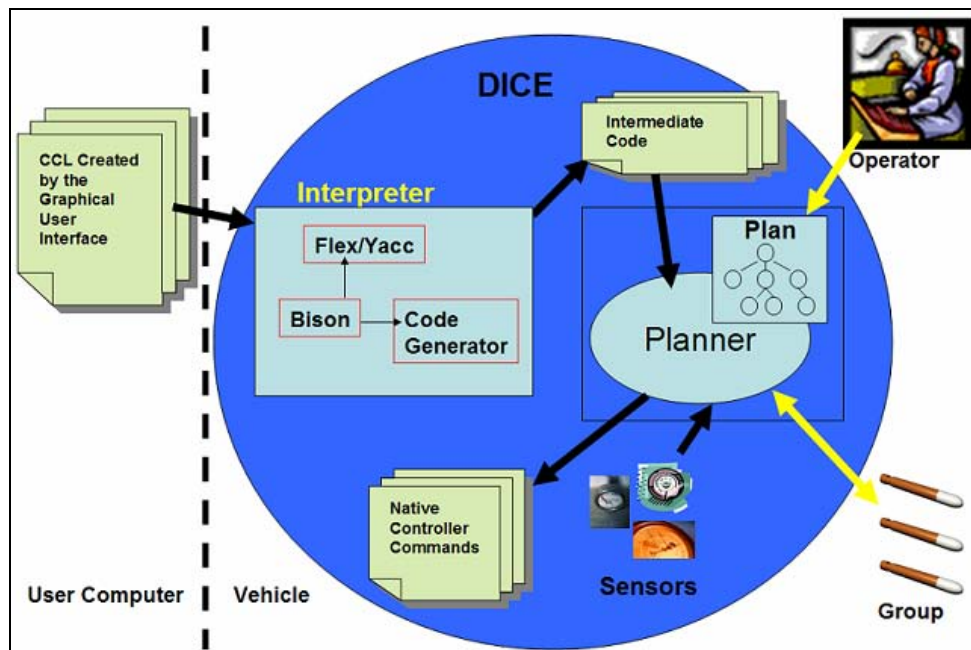 DICE
CCL Created
by the
Graphical
User
Interface
Interpreter
Flex/Yacc
Bison
Code
Generator
Intermediate
Code
Operator
Plan
Planner
Native
Controller
Commands
Sensors
Group
User Computer
Vehicle